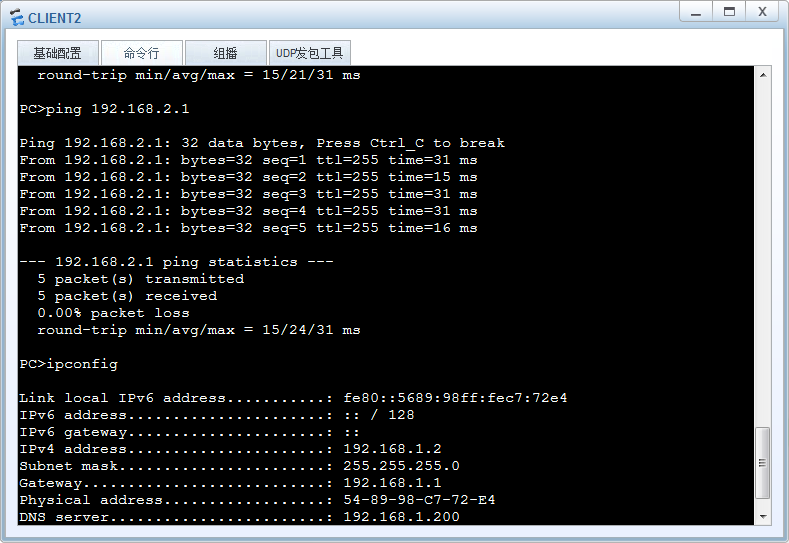 CLIENT2
基础配置 命令行 组播 UDP发包工具
round-trip min/avg/max = 15/21/31 ms
PC>ping 192.168.2.1
Ping 192.168.2.1: 32 data bytes, Press Ctrl_C to break
From 192.168.2.1: bytes=32 seq=1 ttl=255 time=31 ms
From 192.168.2.1: bytes=32 seq=2 ttl=255 time=15 ms
From 192.168.2.1: bytes=32 seq=3 ttl=255 time=31 ms
From 192.168.2.1: bytes=32 seq=4 ttl=255 time=31 ms
From 192.168.2.1: bytes=32 seq=5 ttl=255 time=16 ms
--- 192.168.2.1 ping statistics ---
5 packet(s) transmitted
5 packet(s) received
0.00% packet loss
round-trip min/avg/max = 15/24/31 ms
PC>ipconfig
Link local IPv6 address...........: fe80::5689:98ff:fec7:72e4
IPv6 address......................: :: / 128
IPv6 gateway......................: ::
IPv4 address......................: 192.168.1.2
Subnet mask.......................: 255.255.255.0
Gateway...........................: 192.168.1.1
Physical address..................: 54-89-98-C7-72-E4
DNS server........................: 192.168.1.200